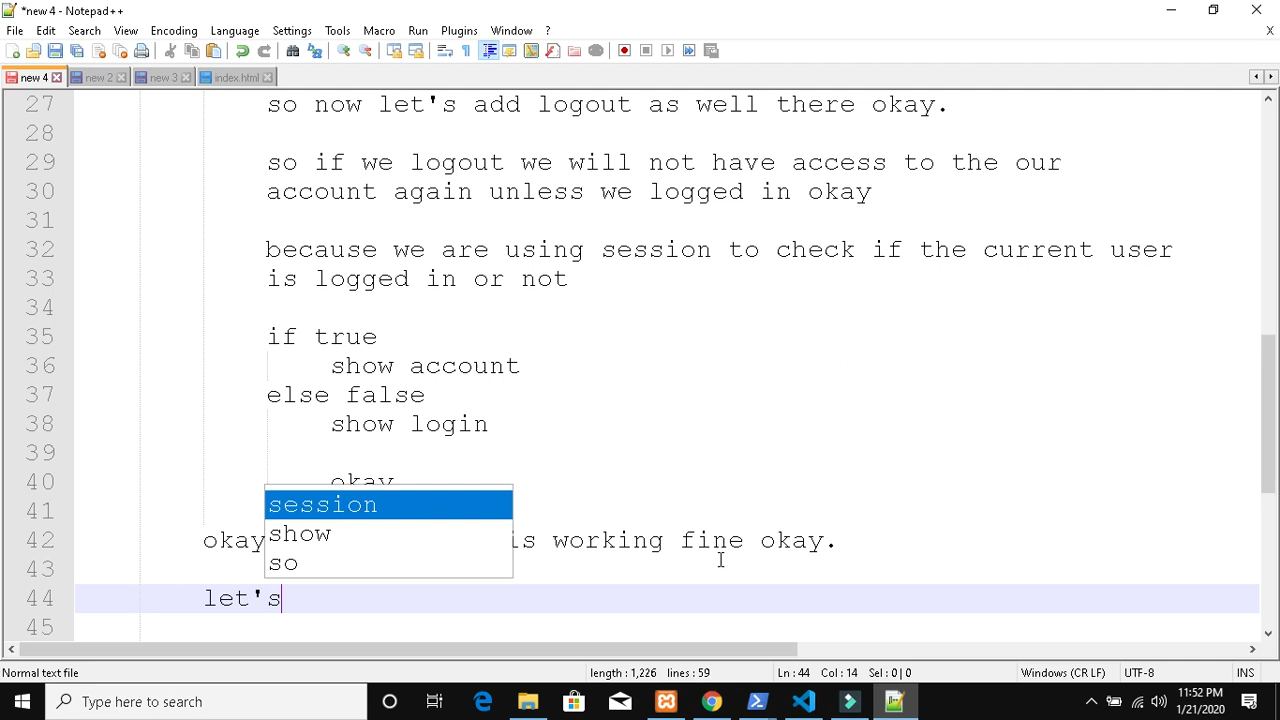 *new 4 - Notepad++
File Edit Search View Encoding Language Settings Tools Macro Run Plugins Window ? X
new 4 new 2 new 3 index.html
27 so now let's add logout as well there okay.
28
29 so if we logout we will not have access to the our
30 account again unless we logged in okay
31
32 because we are using session to check if the current user
33 is logged in or not
34
35 if true
36 show account
37 else false
38 show login
39
40 okay
session
41
show
42 okay is working fine okay.
so
43
44 let's
45
Normal text file length : 1,226 lines : 59 Ln : 44 Col : 14 Sel : 0 | 0 Windows (CR LF) UTF-8 INS
Type here to search
11:52 PM
1/21/2020